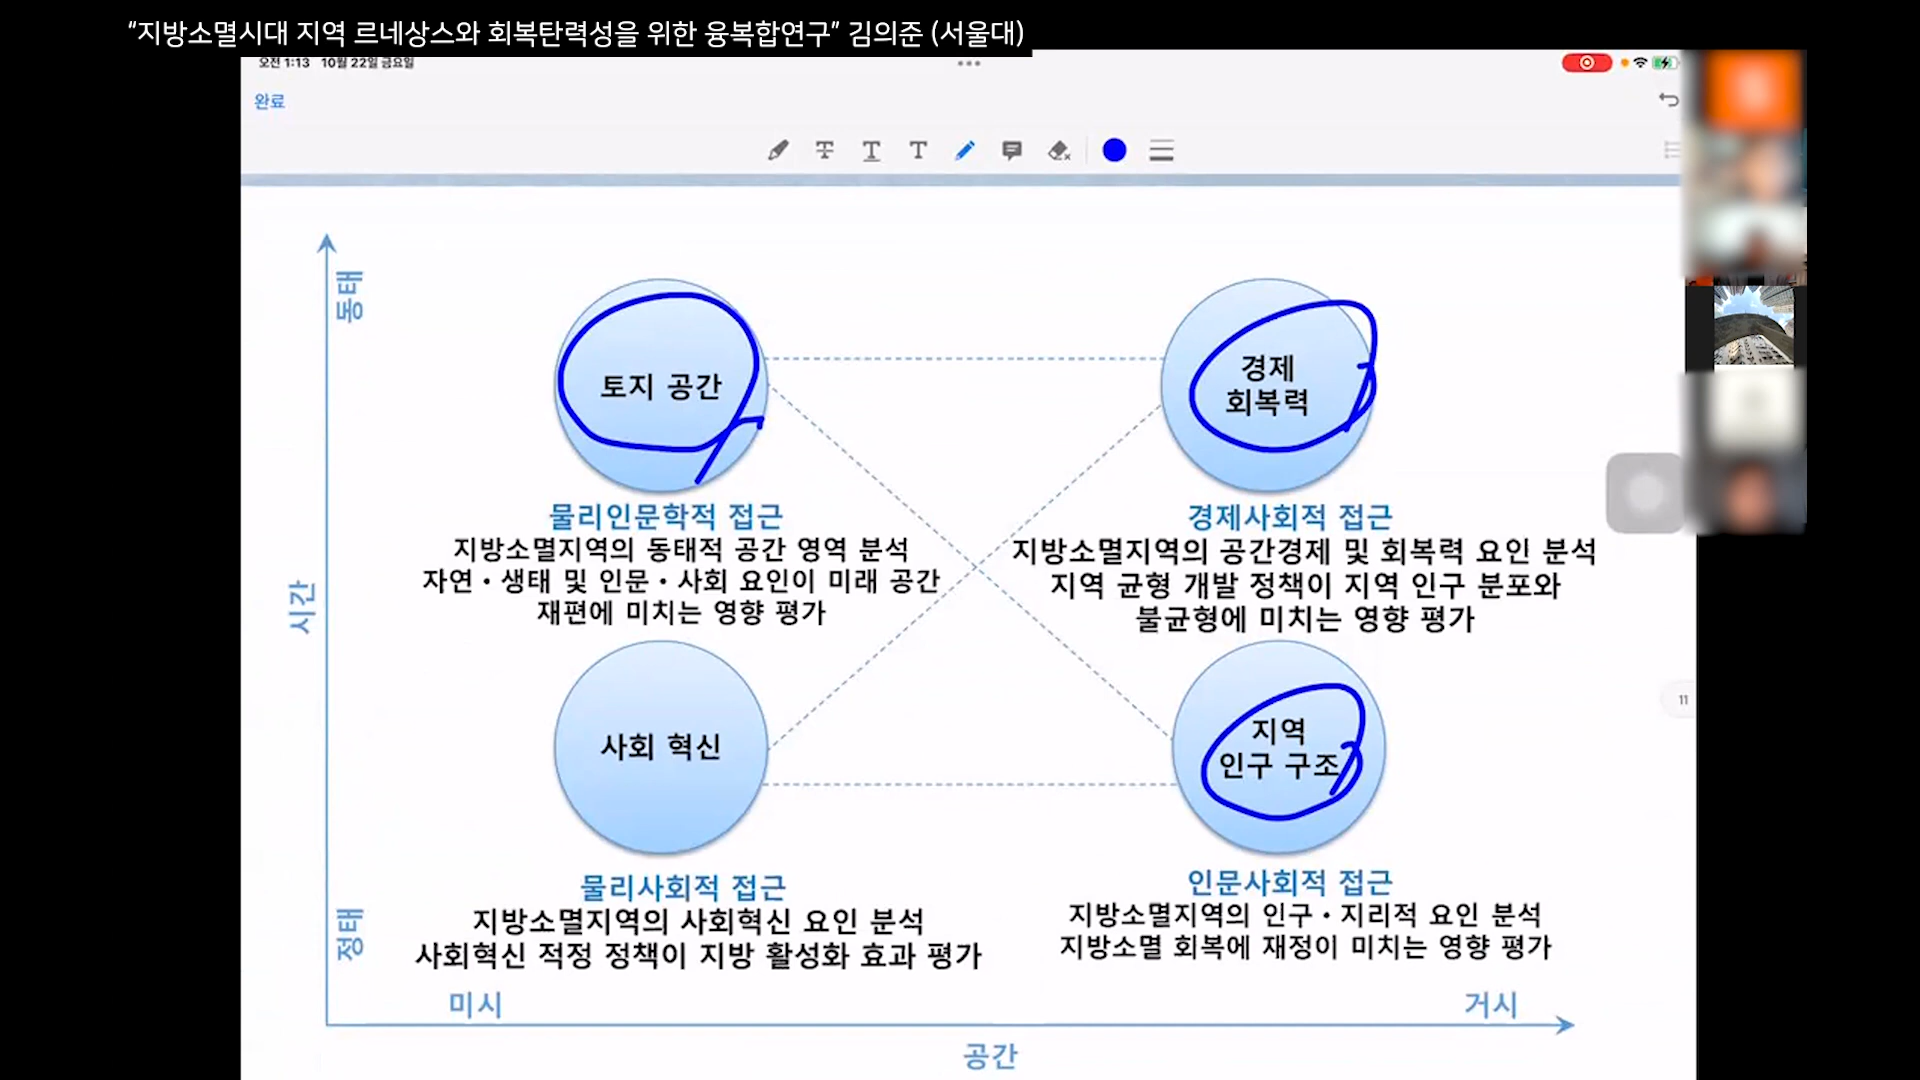 “지방소멸시대 지역 르네상스와 회복탄력성을 위한 융복합연구” 김의준 (서울대)
오전 1:13 10월 22일 금요일
완료
동태
시간
정태
토지 공간
물리인문학적 접근
지방소멸지역의 동태적 공간 영역 분석
자연・생태 및 인문・사회 요인이 미래 공간
재편에 미치는 영향 평가
경제
회복력
경제사회적 접근
지방소멸지역의 공간경제 및 회복력 요인 분석
지역 균형 개발 정책이 지역 인구 분포와
불균형에 미치는 영향 평가
사회 혁신
물리사회적 접근
지방소멸지역의 사회혁신 요인 분석
사회혁신 적정 정책이 지방 활성화 효과 평가
지역
인구 구조
인문사회적 접근
지방소멸지역의 인구・지리적 요인 분석
지방소멸 회복에 재정이 미치는 영향 평가
11
미시
거시
공간